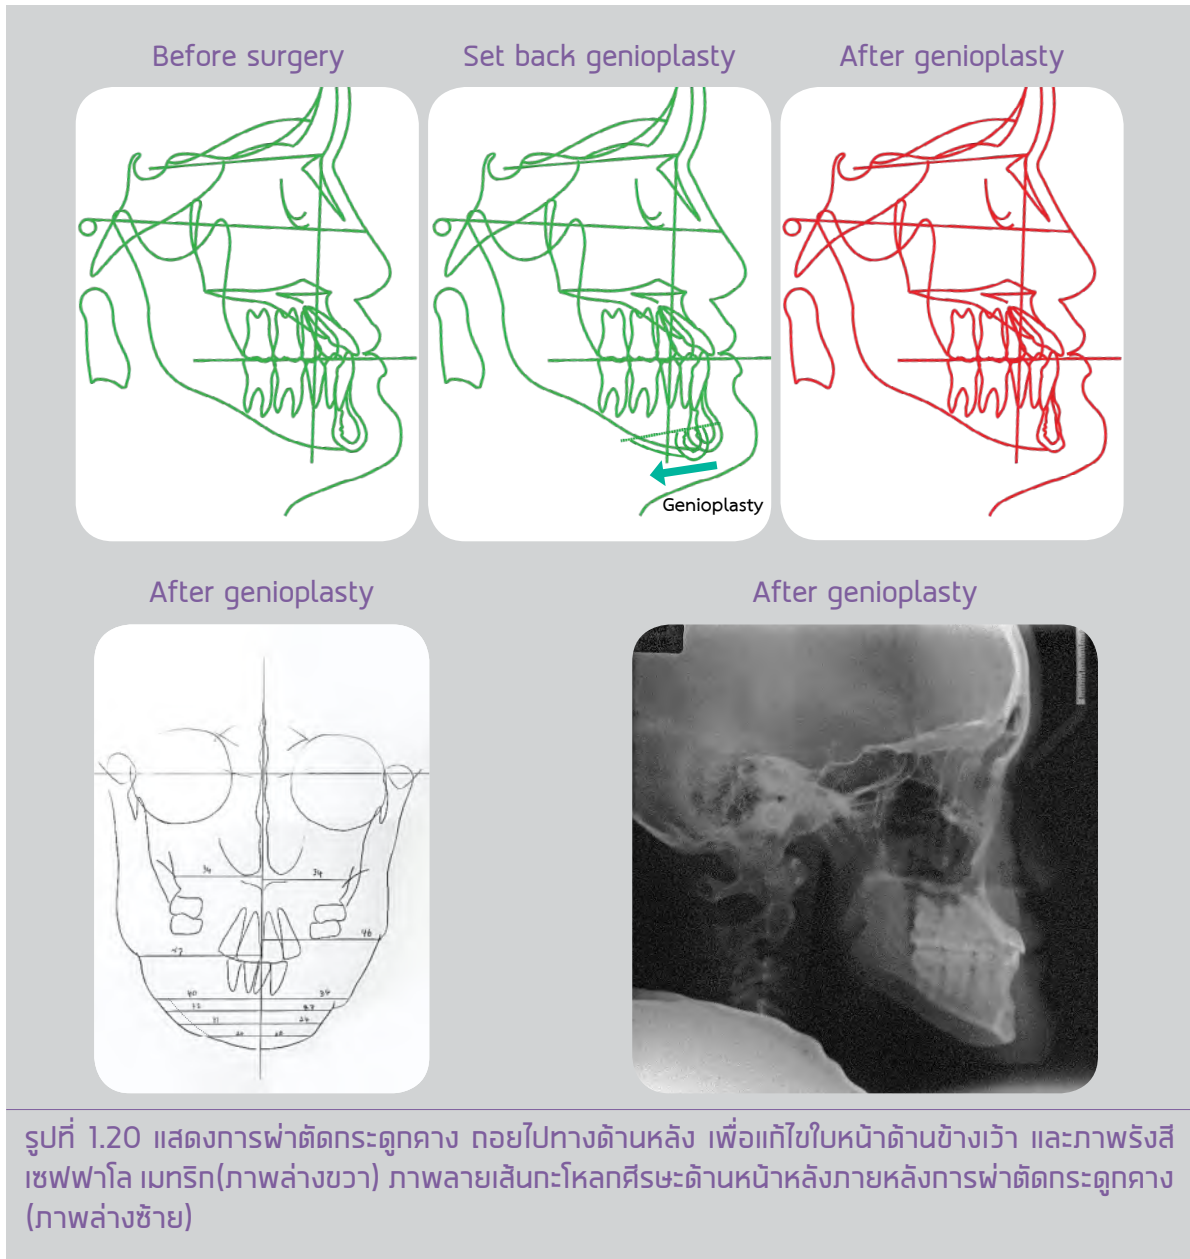 Before surgery
Set back genioplasty
After genioplasty
Genioplasty
After genioplasty
After genioplasty
34
34
46
40
34
32
31
24
รูปที่ 1.20 แสดงการผ่าตัดกระดูกคาง ถอยไปทางด้านหลัง เพื่อแก้ไขใบหน้าด้านข้างเว้า และภาพรังสี
เซฟฟาโล เมทริก(ภาพล่างขวา) ภาพลายเส้นกะโหลกศีรษะด้านหน้าหลังภายหลังการผ่าตัดกระดูกคาง
(ภาพล่างซ้าย)